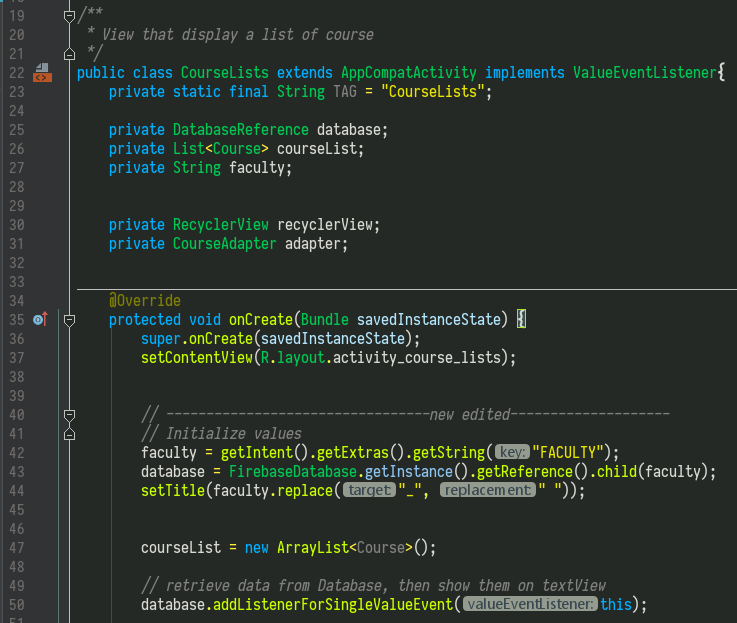 19 /**
20 * View that display a list of course
21 */
22 public class CourseLists extends AppCompatActivity implements ValueEventListener{
23 private static final String TAG = "CourseLists";
24
25 private DatabaseReference database;
26 private List<Course> courseList;
27 private String faculty;
28
29
30 private RecyclerView recyclerView;
31 private CourseAdapter adapter;
32
33
34 @Override
35 protected void onCreate(Bundle savedInstanceState) {
36 super.onCreate(savedInstanceState);
37 setContentView(R.layout.activity_course_lists);
38
39
40 // ---------------------------------new edited--------------------
41 // Initialize values
42 faculty = getIntent().getExtras().getString( key: "FACULTY");
43 database = FirebaseDatabase.getInstance().getReference().child(faculty);
44 setTitle(faculty.replace( target: "_", replacement: " "));
45
46
47 courseList = new ArrayList<Course>();
48
49 // retrieve data from Database, then show them on textView
50 database.addListenerForSingleValueEvent( valueEventListener: this);